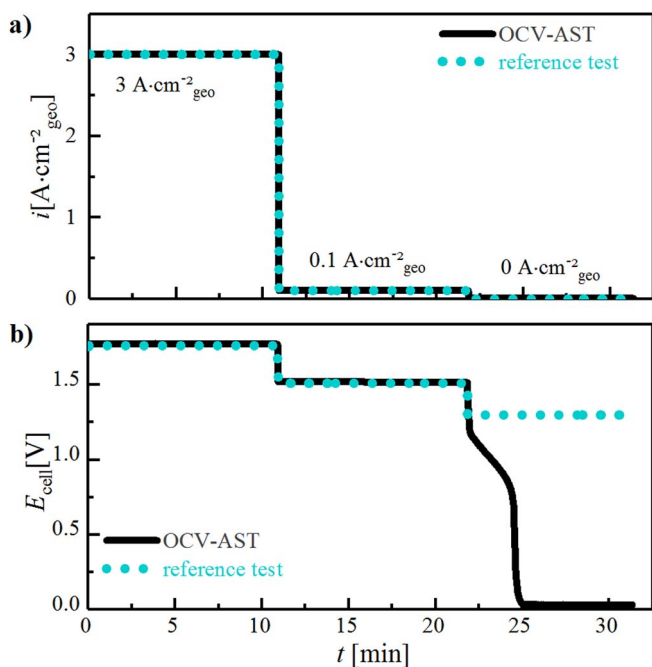 a)
OCV-AST
reference test
3
2
1
0
i[A·cm⁻²geo]
3 A·cm⁻²geo
0.1 A·cm⁻²geo
0 A·cm⁻²geo
b)
1.5
1.0
0.5
0.0
Ecell[V]
OCV-AST
reference test
0 5 10 15 20 25 30
t [min]